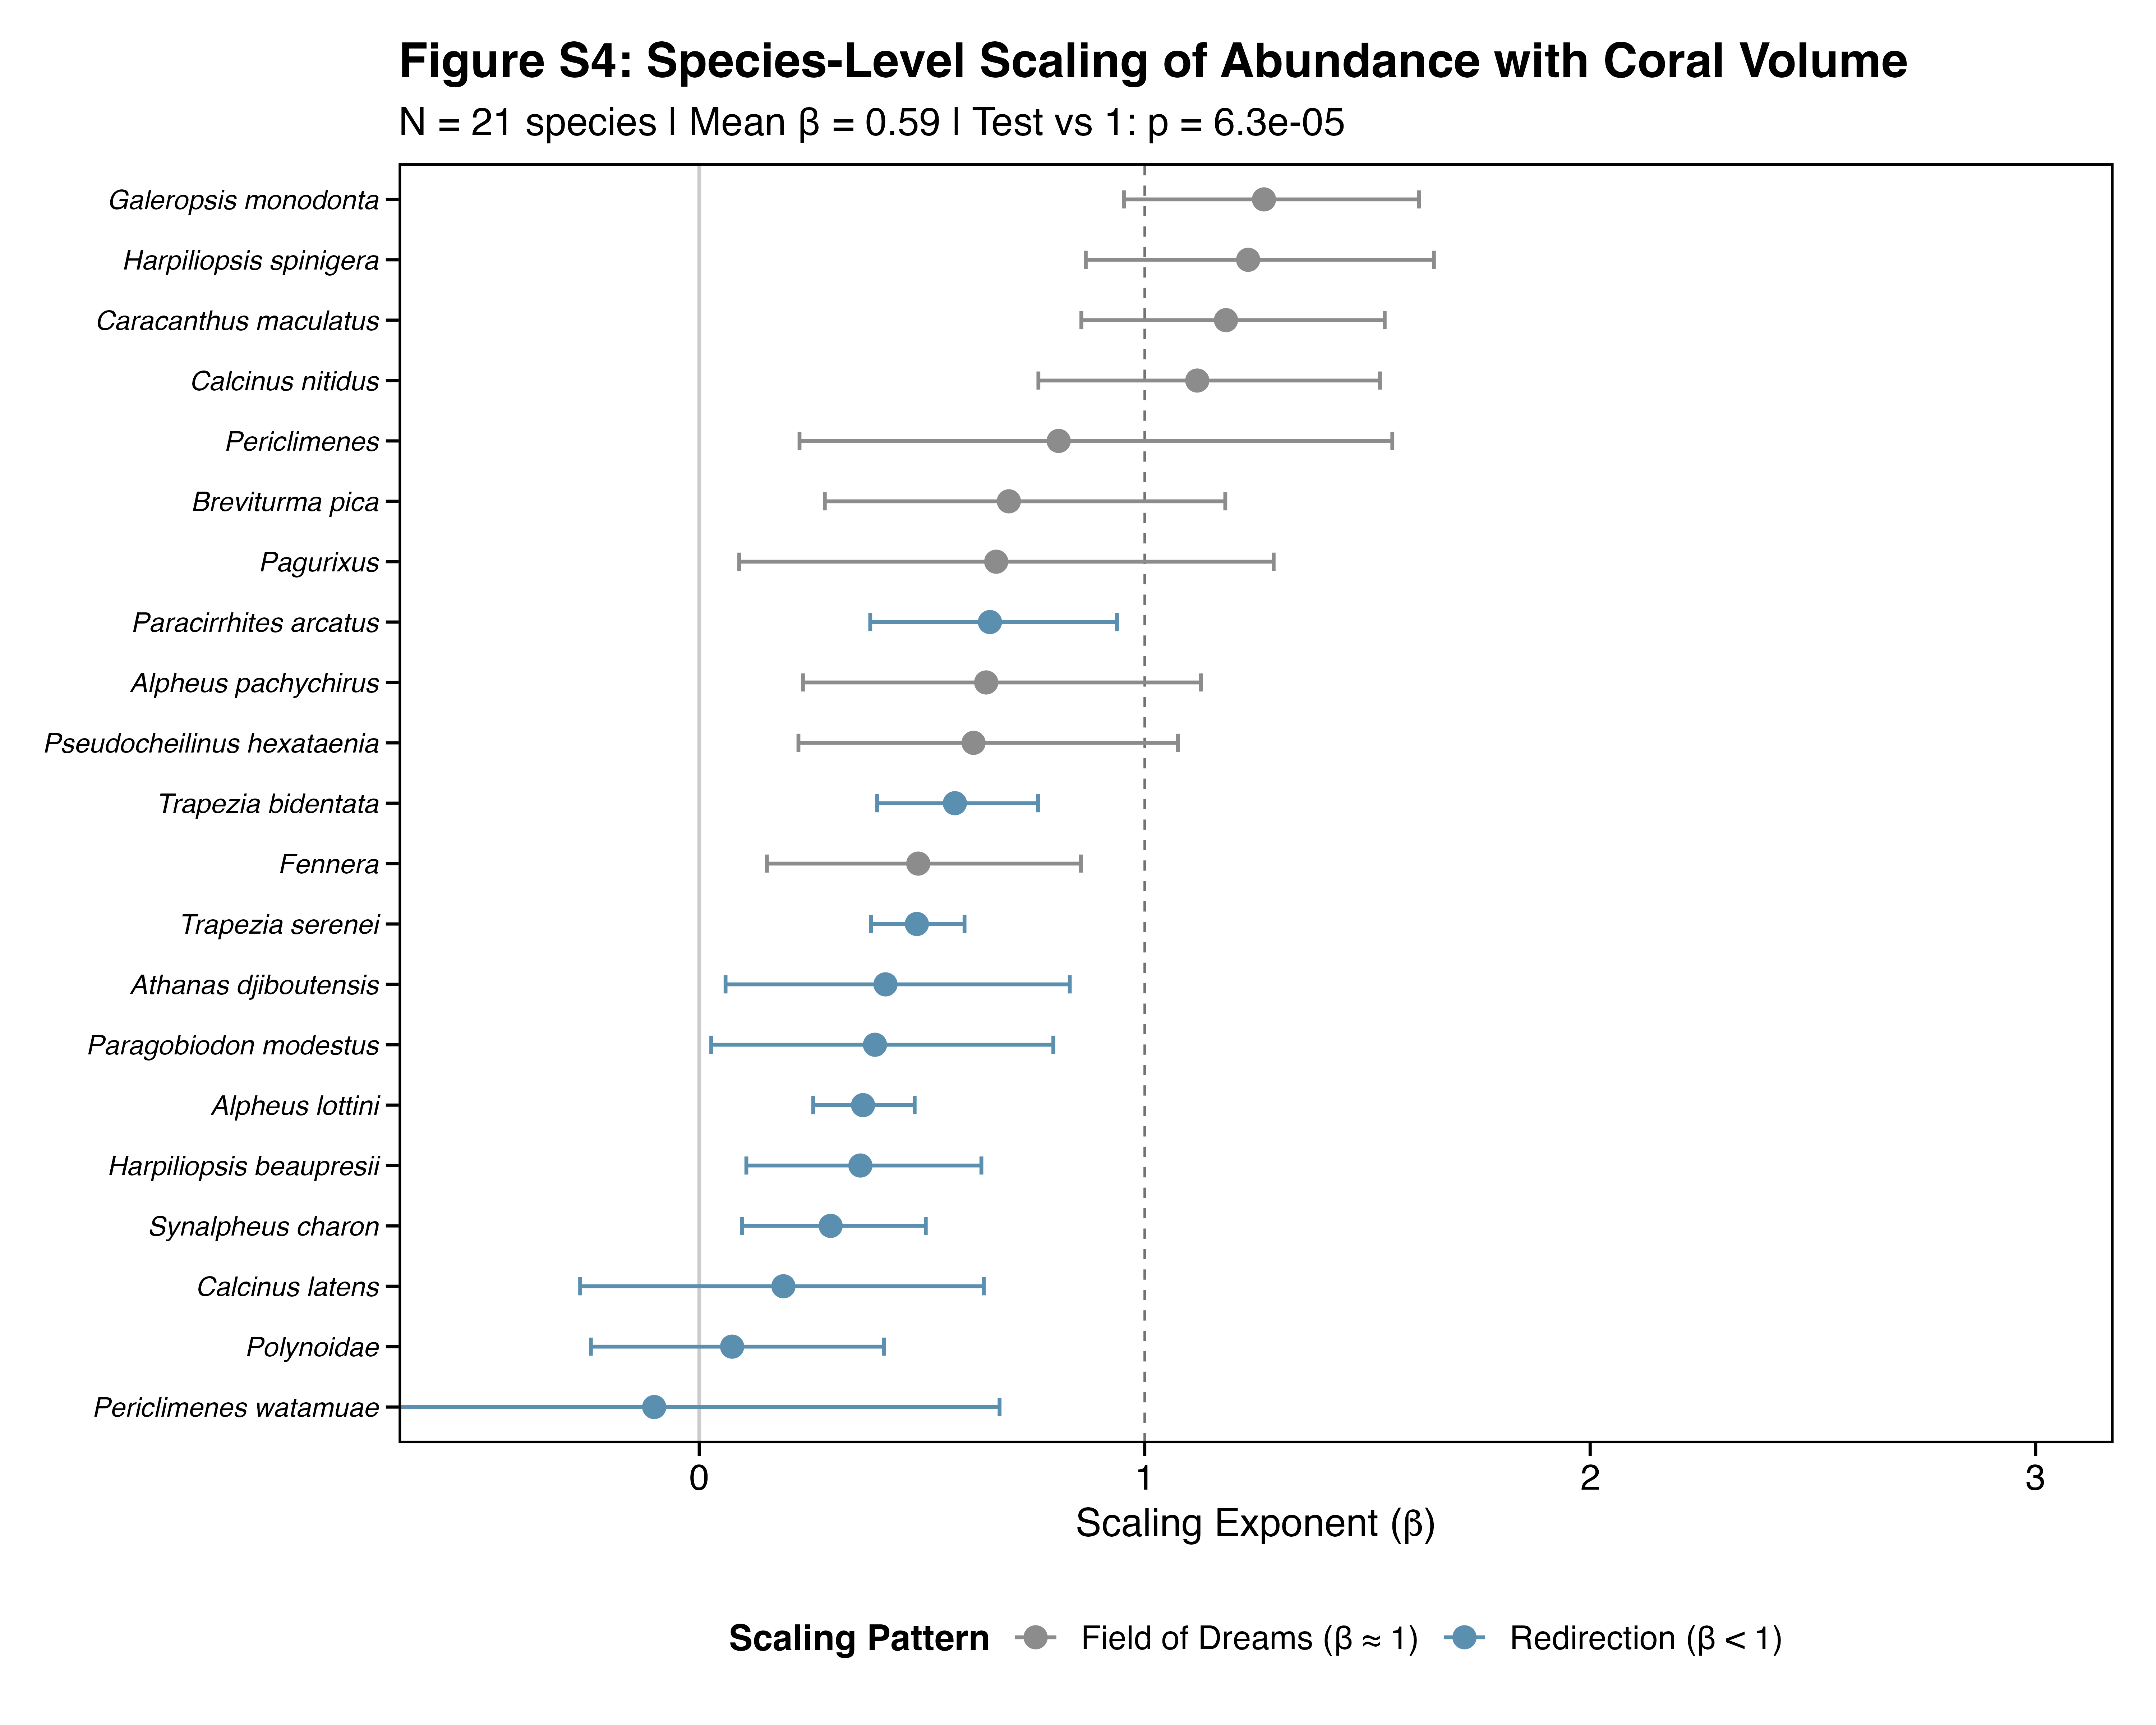 Figure S4: Species-Level Scaling of Abundance with Coral Volume
N = 21 species | Mean β = 0.59 | Test vs 1: p = 6.3e-05
Galeropsis monodonta
Harpiliopsis spinigera
Caracanthus maculatus
Calcinus nitidus
Periclimenes
Breviturma pica
Pagurixus
Paracirrhites arcatus
Alpheus pachychirus
Pseudocheilinus hexataenia
Trapezia bidentata
Fennera
Trapezia serenei
Athanas djiboutensis
Paragobiodon modestus
Alpheus lottini
Harpiliopsis beaupresii
Synalpheus charon
Calcinus latens
Polynoidae
Periclimenes watamuae
0 1 2 3
Scaling Exponent (β)
Scaling Pattern Field of Dreams (β ≈ 1) Redirection (β < 1)